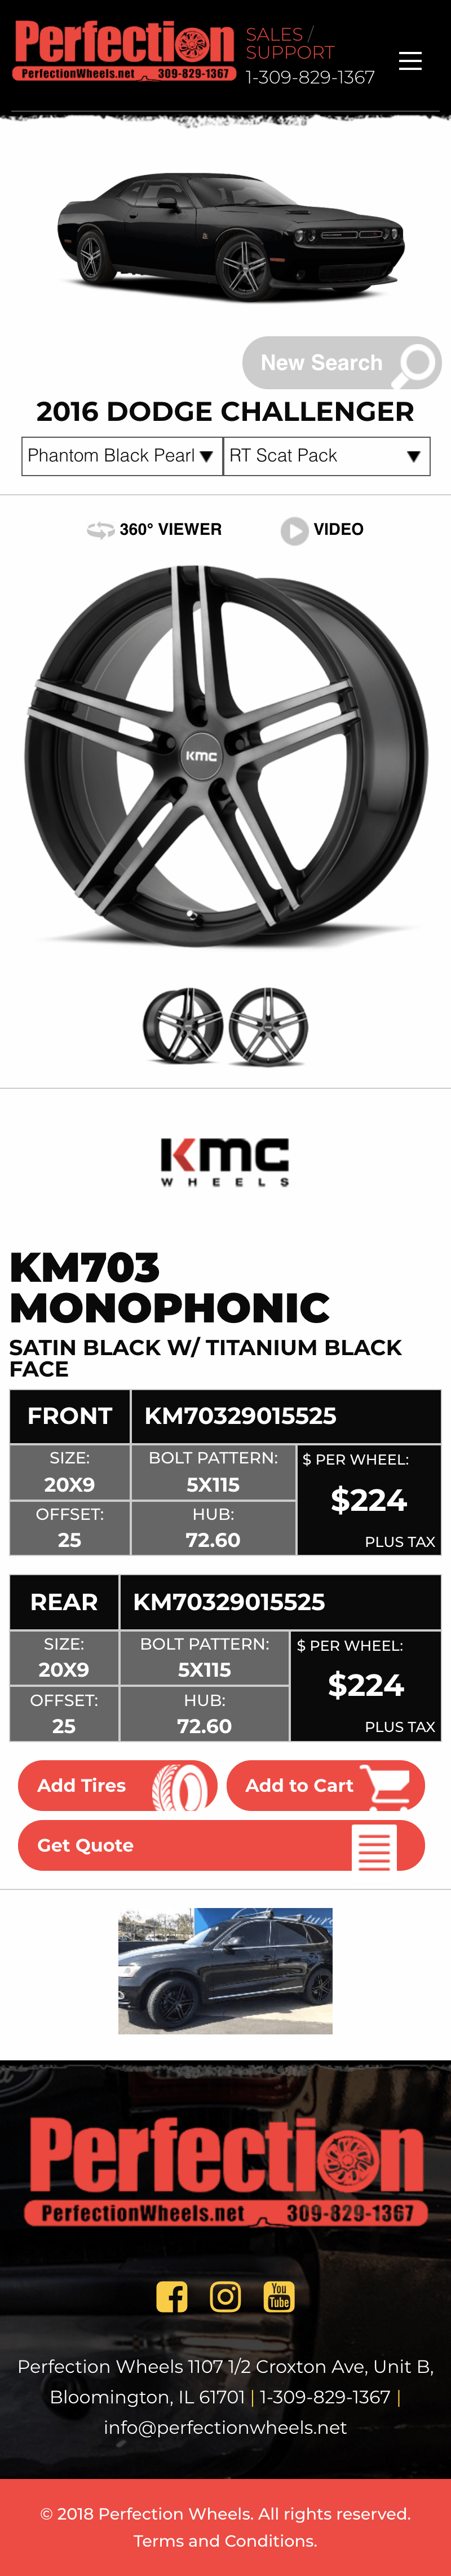 Perfection
PerfectionWheels.net 309-829-1367
SALES /
SUPPORT
1-309-829-1367
New Search
2016 DODGE CHALLENGER
Phantom Black Pearl RT Scat Pack
360° VIEWER VIDEO
KMC
KMC
WHEELS
KM703
MONOPHONIC
SATIN BLACK W/ TITANIUM BLACK
FACE
FRONT KM70329015525
SIZE: BOLT PATTERN: $ PER WHEEL:
20X9 5X115 $224
OFFSET: HUB:
25 72.60 PLUS TAX
REAR KM70329015525
SIZE: BOLT PATTERN: $ PER WHEEL:
20X9 5X115 $224
OFFSET: HUB:
25 72.60 PLUS TAX
Add Tires Add to Cart
Get Quote
Perfection
PerfectionWheels.net 309-829-1367
You
Tube
Perfection Wheels 1107 1/2 Croxton Ave, Unit B,
Bloomington, IL 61701 | 1-309-829-1367 |
info@perfectionwheels.net
© 2018 Perfection Wheels. All rights reserved.
Terms and Conditions.